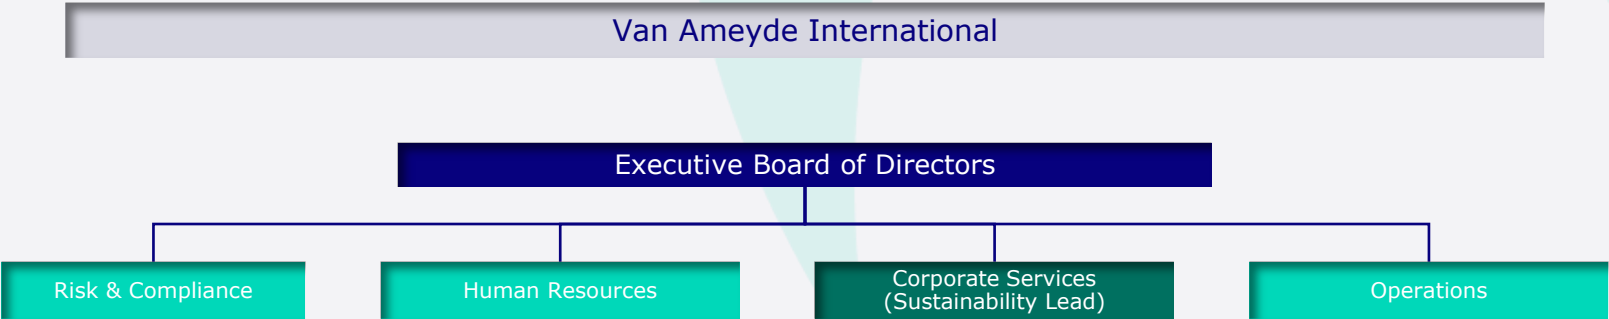 Van Ameyde International
Executive Board of Directors
Risk & Compliance
Human Resources
Corporate Services
(Sustainability Lead)
Operations